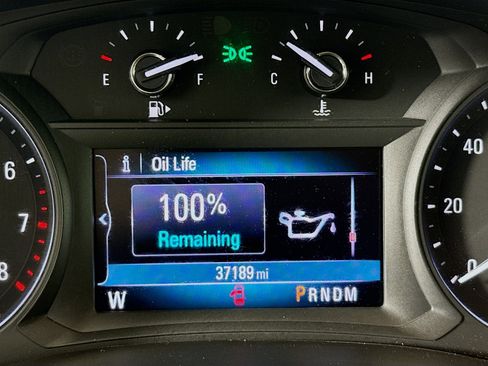 E F C H
i Oil Life
100%
Remaining
37189 mi
W PRNDM
6
7
8
40
20
0